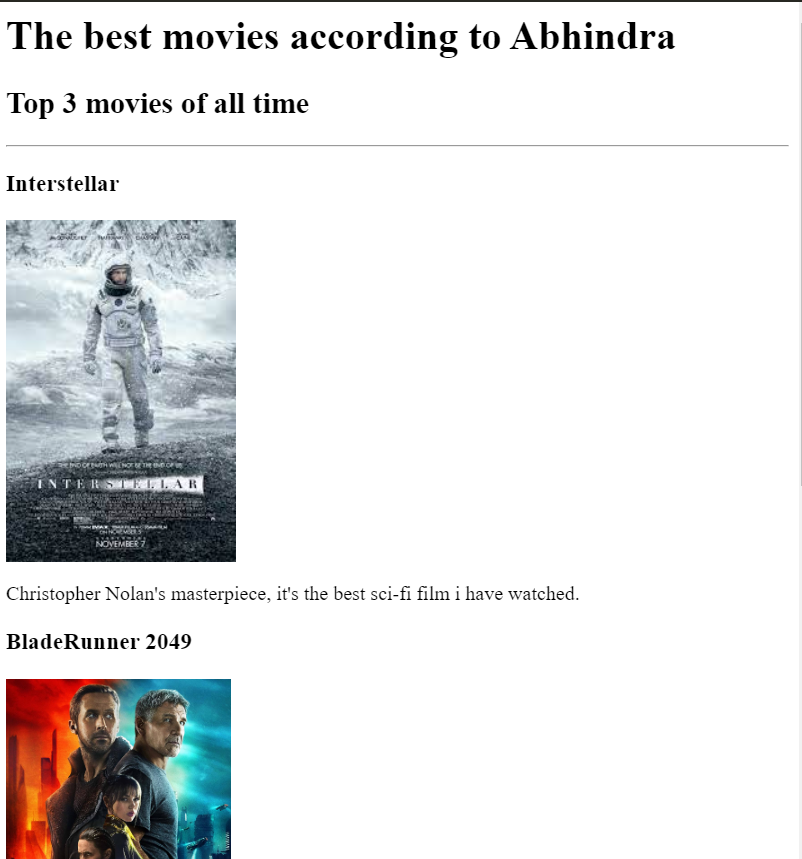 The best movies according to Abhindra
Top 3 movies of all time
Interstellar
THE END OF EARTH WILL NOT BE THE END OF US
INTERSTELLAR
NOVEMBER 7
Christopher Nolan's masterpiece, it's the best sci-fi film i have watched.
BladeRunner 2049